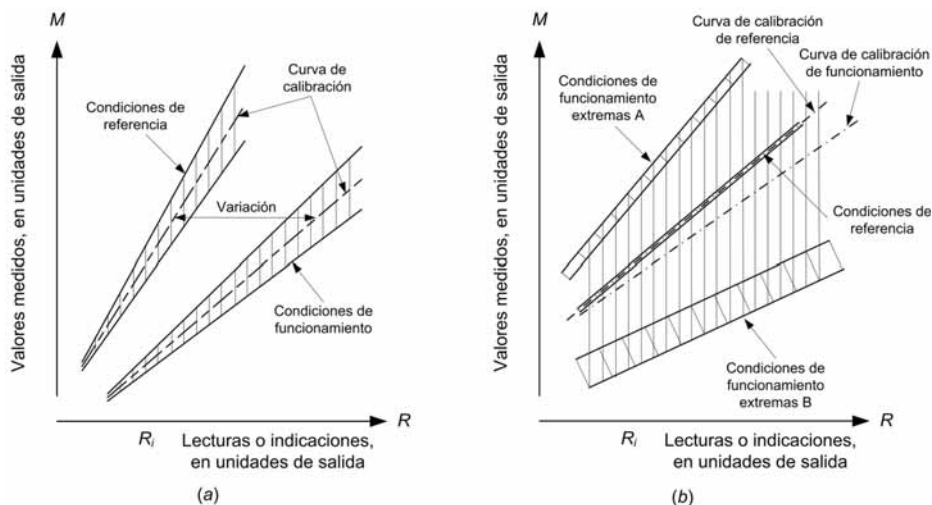 M
Valores medidos, en unidades de salida
Condiciones de
referencia
Curva de
calibración
Variación
Condiciones de
funcionamiento
R
Ri
Lecturas o indicaciones,
en unidades de salida
(a)
M
Valores medidos, en unidades de salida
Curva de calibración
de referencia
Curva de calibración
de funcionamiento
Condiciones de
funcionamiento
extremas A
Condiciones de
referencia
Condiciones de
funcionamiento
extremas B
R
Ri
Lecturas o indicaciones,
en unidades de salida
(b)